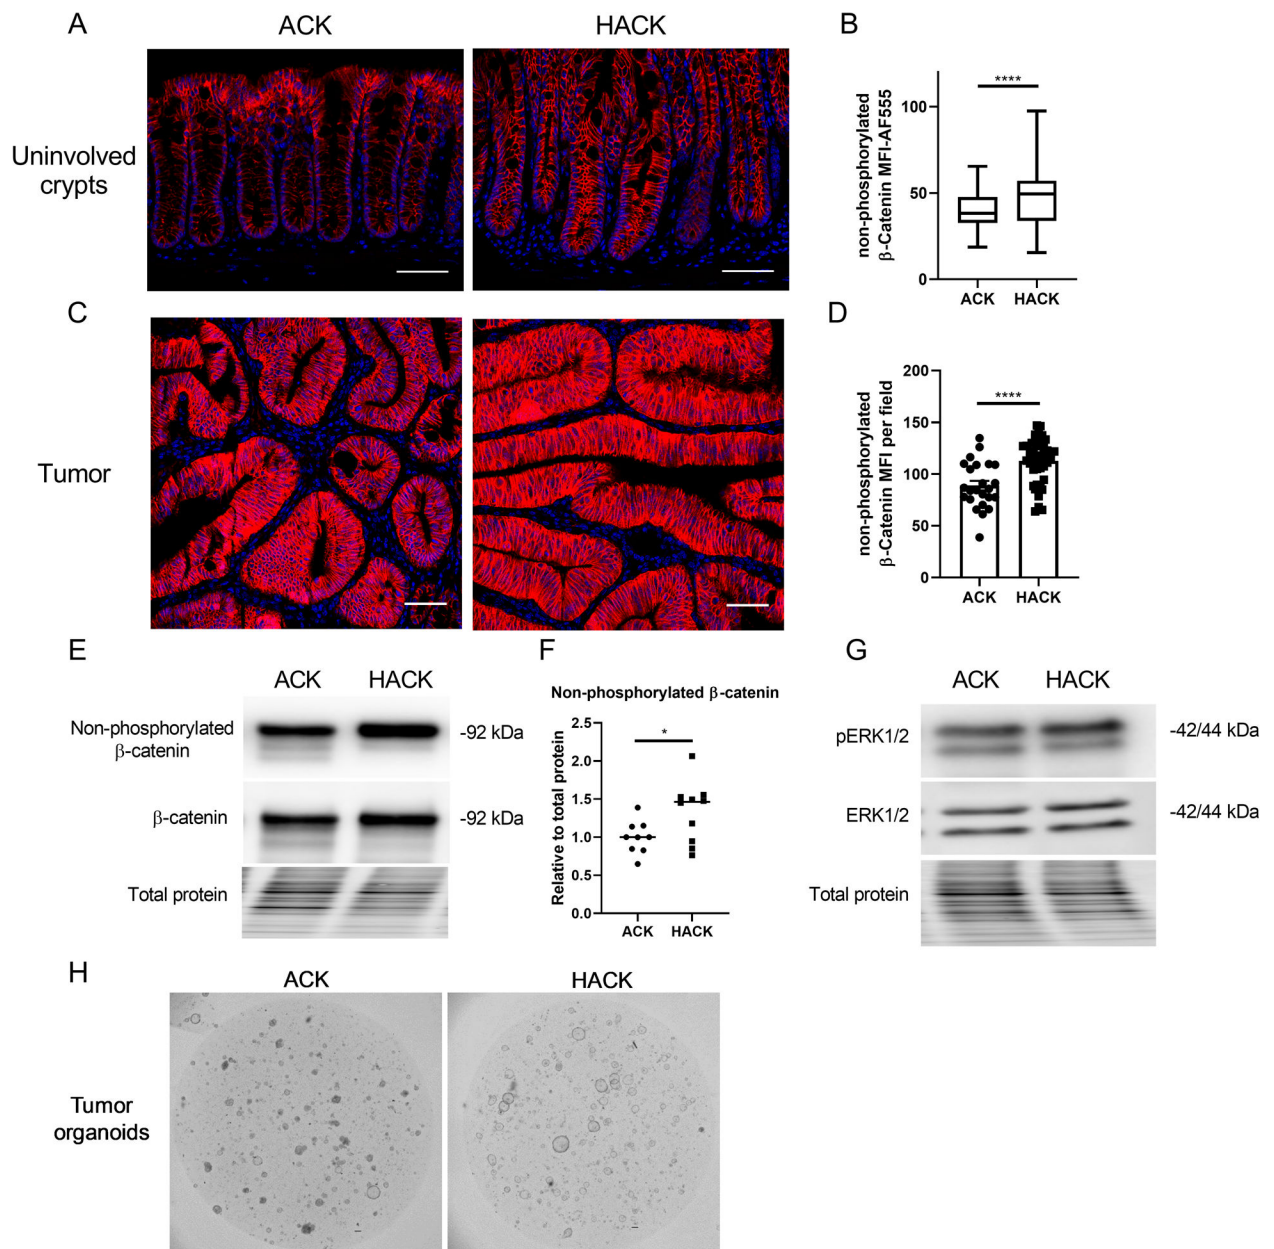 A
ACK
HACK
B
Uninvolved
crypts
non-phosphorylated
β-Catenin MFI-AF555
100
50
0
****
ACK
HACK
C
Tumor
D
non-phosphorylated
β-Catenin MFI per field
200
150
100
50
0
****
ACK
HACK
E
ACK
HACK
Non-phosphorylated
β-catenin
-92 kDa
β-catenin
-92 kDa
Total protein
F
Non-phosphorylated β-catenin
Relative to total protein
2.5
2.0
1.5
1.0
0.5
0.0
*
ACK
HACK
G
ACK
HACK
pERK1/2
-42/44 kDa
ERK1/2
-42/44 kDa
Total protein
H
ACK
HACK
Tumor
organoids